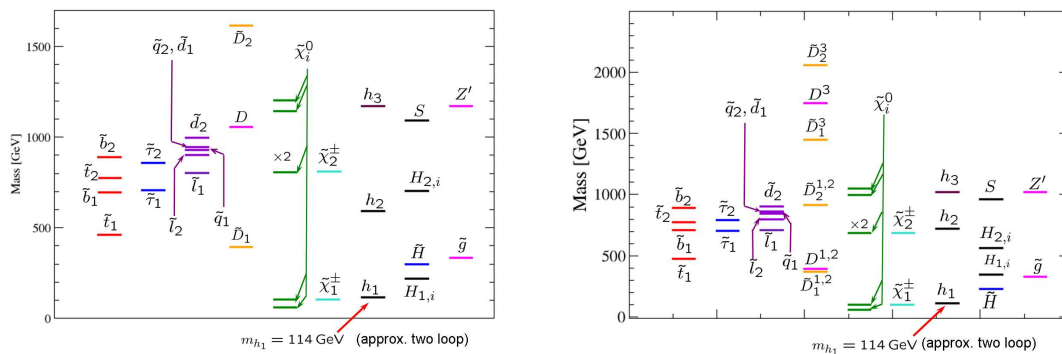 D̃₂
1500
q̃₂, d̃₁
χ̃ᵢ⁰
h₃
Z′
D
S
1000
d̃₂
b̃₂
τ̃₂
×2
χ̃₂±
t̃₂
H₂,ᵢ
b̃₁
τ̃₁
l̃₁
h₂
500
t̃₁
l̃₂
q̃₁
D̃₁
H̃
g̃
χ̃₁±
h₁
H₁,ᵢ
0
Mass [GeV]
m_h₁ = 114 GeV (approx. two loop)
D̃₂³
2000
D³
q̃₂, d̃₁
χ̃ᵢ⁰
1500
D̃₁³
h₃
Z′
S
1000
b̃₂
d̃₂
D̃₂¹,²
t̃₂
τ̃₂
×2
χ̃₂±
h₂
b̃₁
τ̃₁
l̃₁
H₂,ᵢ
500
t̃₁
l̃₂
q̃₁
D¹,²
H₁,ᵢ
g̃
D̃₁¹,²
χ̃₁±
h₁
H̃
0
Mass [GeV]
m_h₁ = 114 GeV (approx. two loop)